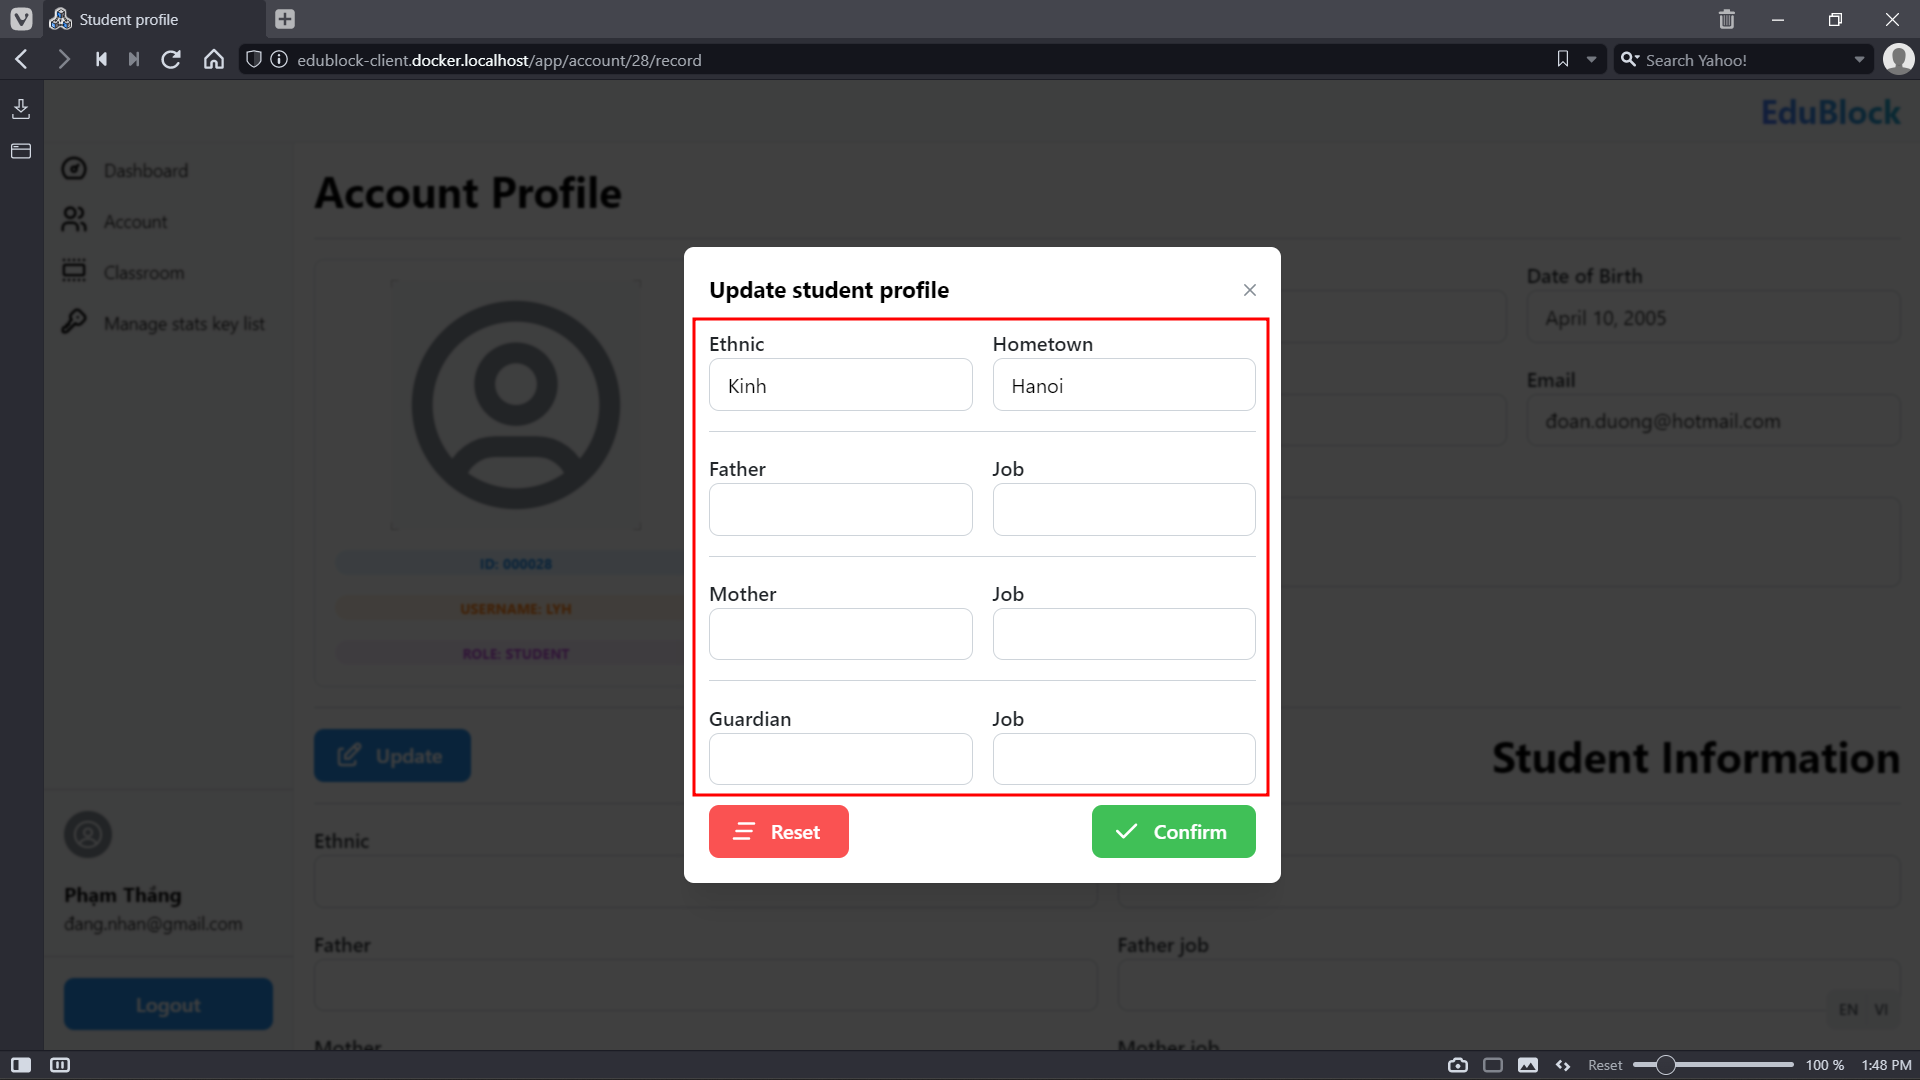 Student profile
edublock-client.docker.localhost/app/account/28/record
Search Yahoo!
EduBlock
Dashboard
Account
Classroom
Manage stats key list
Account Profile
Date of Birth
April 10, 2005
Email
đoan.duong@hotmail.com
ID: 000028
USERNAME: LYH
ROLE: STUDENT
Update
Student Information
Ethnic
Father
Father job
Mother
Mother job
Phạm Thắng
đang.nhan@gmail.com
Logout
EN
VI
Update student profile
Ethnic
Hometown
Kinh
Hanoi
Father
Job
Mother
Job
Guardian
Job
Reset
Confirm
Reset
100 %
1:48 PM